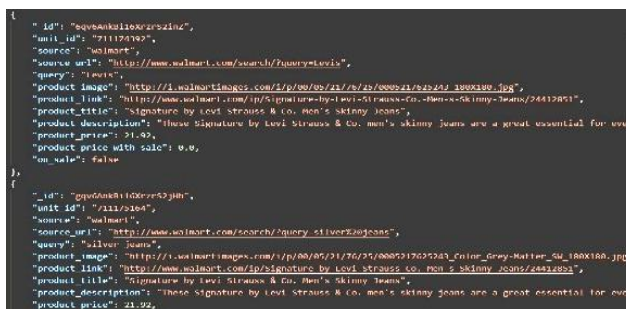 {
"_id": "6qv6AnkBi16XrzrS2inZ",
"unit_id": "711174392",
"source": "walmart",
"source_url": "http://www.walmart.com/search/?query=Levis",
"query": "Levis",
"product_image": "http://i.walmartimages.com/i/p/00/05/21/76/25/0005217625243_180X180.jpg",
"product_link": "http://www.walmart.com/ip/Signature-by-Levi-Strauss-Co.-Men-s-Skinny-Jeans/24412851",
"product_title": "Signature by Levi Strauss & Co. Men's Skinny Jeans",
"product_description": "These Signature by Levi Strauss & Co. men's skinny jeans are a great essential for eve
"product_price": 21.92,
"product_price_with_sale": 0.0,
"on_sale": false
},
{
"_id": "gqv6AnkBi16XrzrS2jHh",
"unit_id": "711175164",
"source": "walmart",
"source_url": "http://www.walmart.com/search/?query=silver%20jeans",
"query": "silver jeans",
"product_image": "http://i.walmartimages.com/i/p/00/05/21/76/25/0005217625243_Color_Grey-Matter_SW_180X180.jpg
"product_link": "http://www.walmart.com/ip/Signature-by-Levi-Strauss-Co.-Men-s-Skinny-Jeans/24412851",
"product_title": "Signature by Levi Strauss & Co. Men's Skinny Jeans",
"product_description": "These Signature by Levi Strauss & Co. men's skinny jeans are a great essential for eve
"product_price": 21.92,